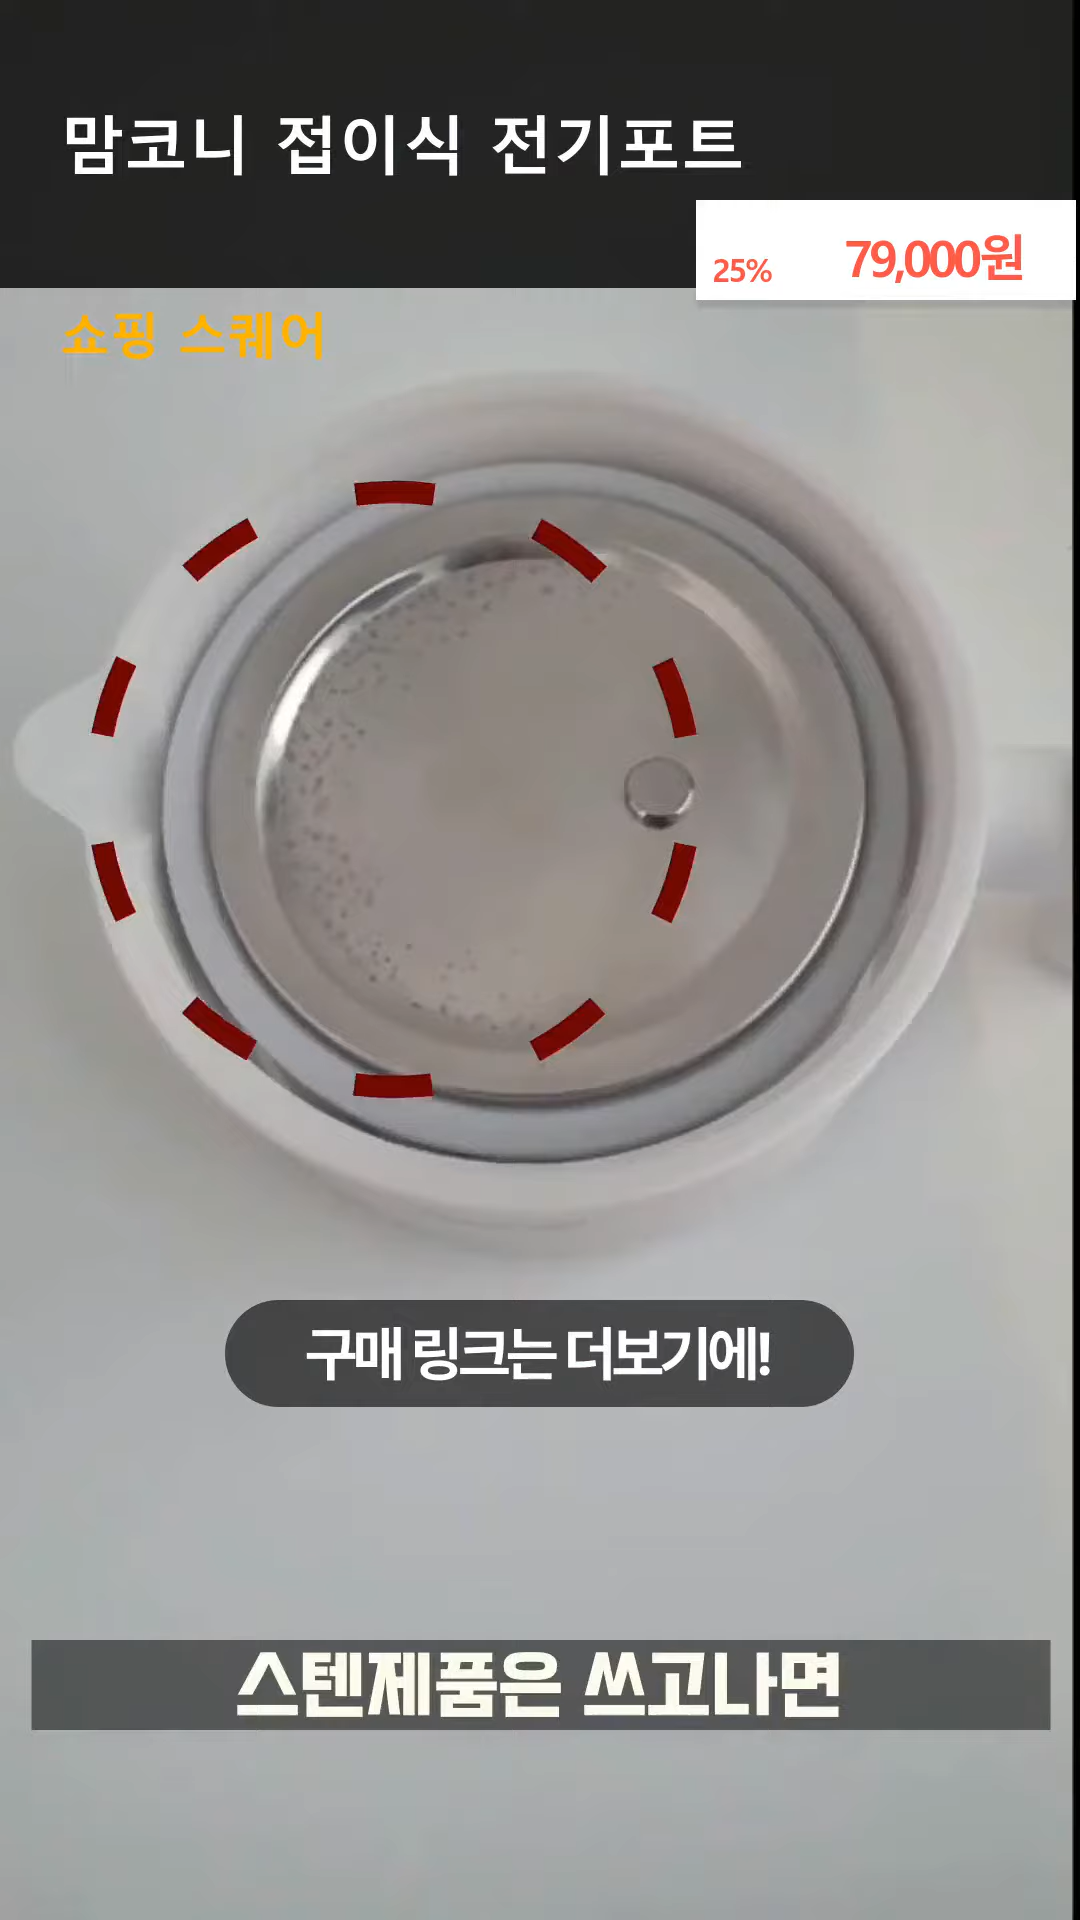 맘코니 접이식 전기포트
25% 79,000원
쇼핑 스퀘어
구매 링크는 더보기에!
스텐제품은 쓰고나면